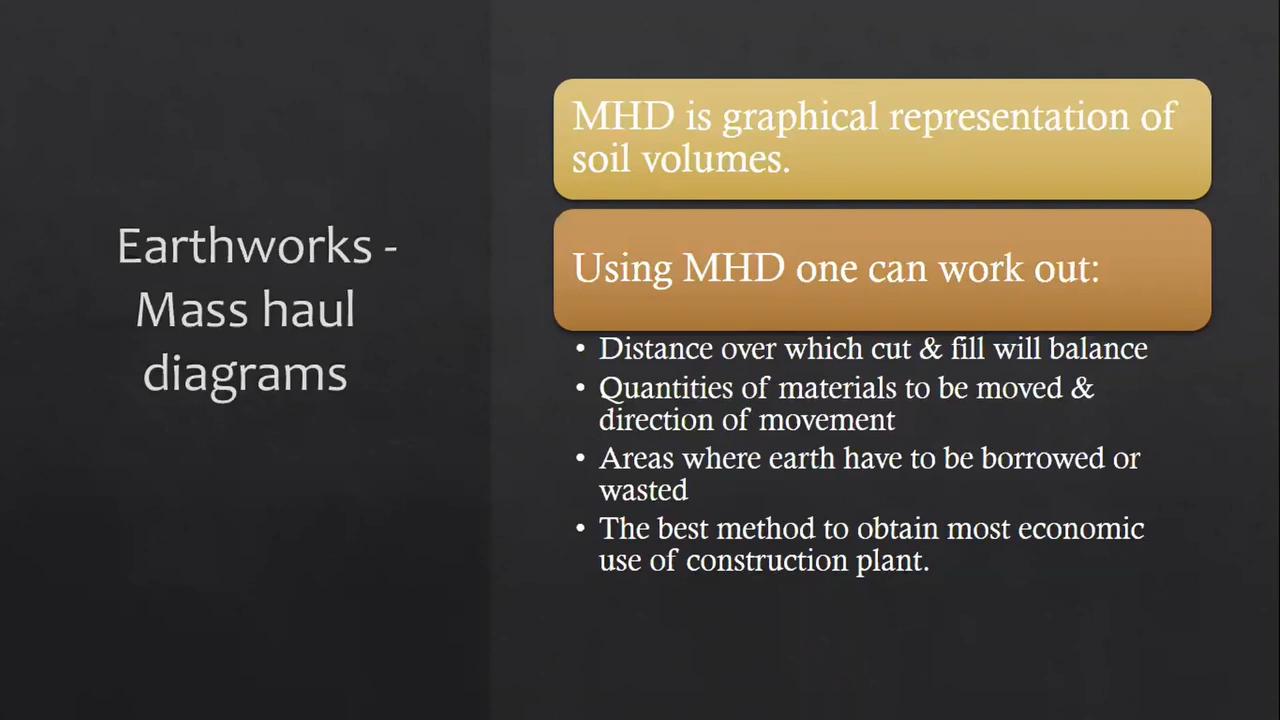 Earthworks -
Mass haul
diagrams
MHD is graphical representation of
soil volumes.
Using MHD one can work out:
• Distance over which cut & fill will balance
• Quantities of materials to be moved &
direction of movement
• Areas where earth have to be borrowed or
wasted
• The best method to obtain most economic
use of construction plant.